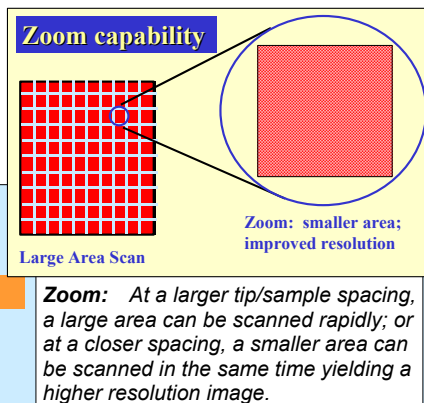 Zoom capability
Zoom: smaller area;
improved resolution
Large Area Scan
Zoom: At a larger tip/sample spacing,
a large area can be scanned rapidly; or
at a closer spacing, a smaller area can
be scanned in the same time yielding a
higher resolution image.